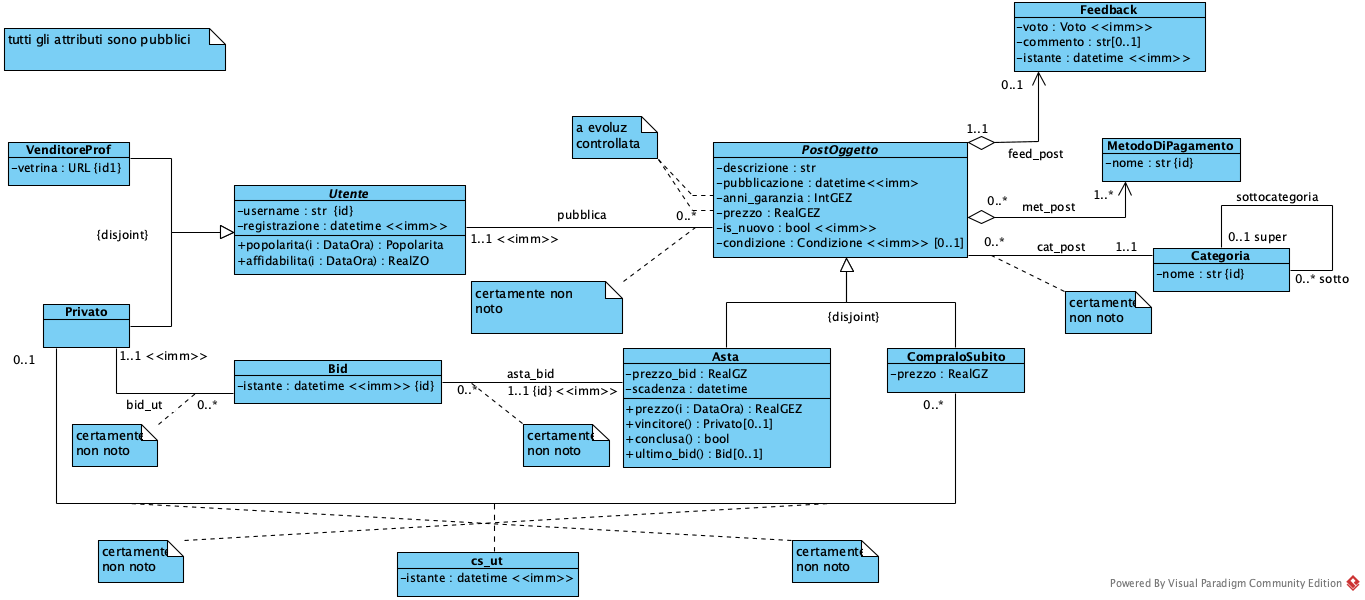 tutti gli attributi sono pubblici
Feedback
-voto : Voto <<imm>>
-commento : str[0..1]
-istante : datetime <<imm>>
0..1
1..1
feed_post
a evoluz
controllata
VenditoreProf
-vetrina : URL {id1}
{disjoint}
Utente
-username : str {id}
-registrazione : datetime <<imm>>
+popolarita(i : DataOra) : Popolarita
+affidabilita(i : DataOra) : RealZO
pubblica
1..1 <<imm>>
0..*
PostOggetto
-descrizione : str
-pubblicazione : datetime<<imm>
-anni_garanzia : IntGEZ
-prezzo : RealGEZ
-is_nuovo : bool <<imm>>
-condizione : Condizione <<imm>> [0..1]
MetodoDiPagamento
-nome : str {id}
0..*
met_post
1..*
sottocategoria
0..1 super
0..* sotto
0..*
cat_post
1..1
Categoria
-nome : str {id}
certamente non
noto
certamente
non noto
{disjoint}
Privato
0..1
1..1 <<imm>>
bid_ut
0..*
Bid
-istante : datetime <<imm>> {id}
asta_bid
0..*
1..1 {id} <<imm>>
Asta
-prezzo_bid : RealGZ
-scadenza : datetime
+prezzo(i : DataOra) : RealGEZ
+vincitore() : Privato[0..1]
+conclusa() : bool
+ultimo_bid() : Bid[0..1]
CompraloSubito
-prezzo : RealGZ
0..*
certamente
non noto
certamente
non noto
certamente
non noto
cs_ut
-istante : datetime <<imm>>
certamente
non noto
Powered By Visual Paradigm Community Edition